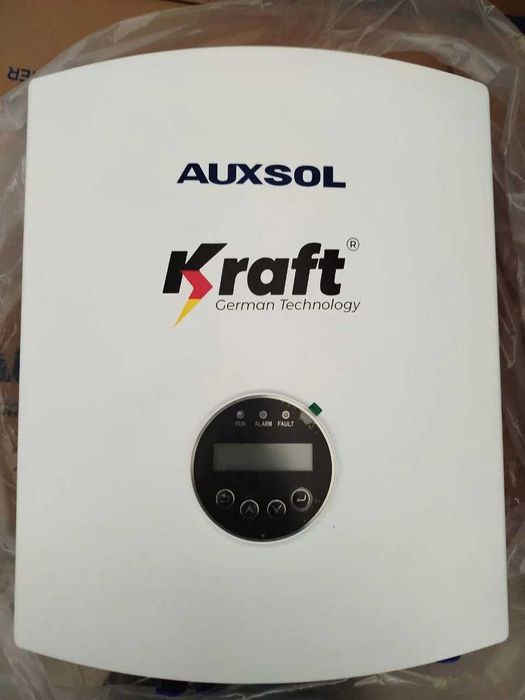 AUXSOL
Kraft®
German Technology
RUN ALARM FAULT